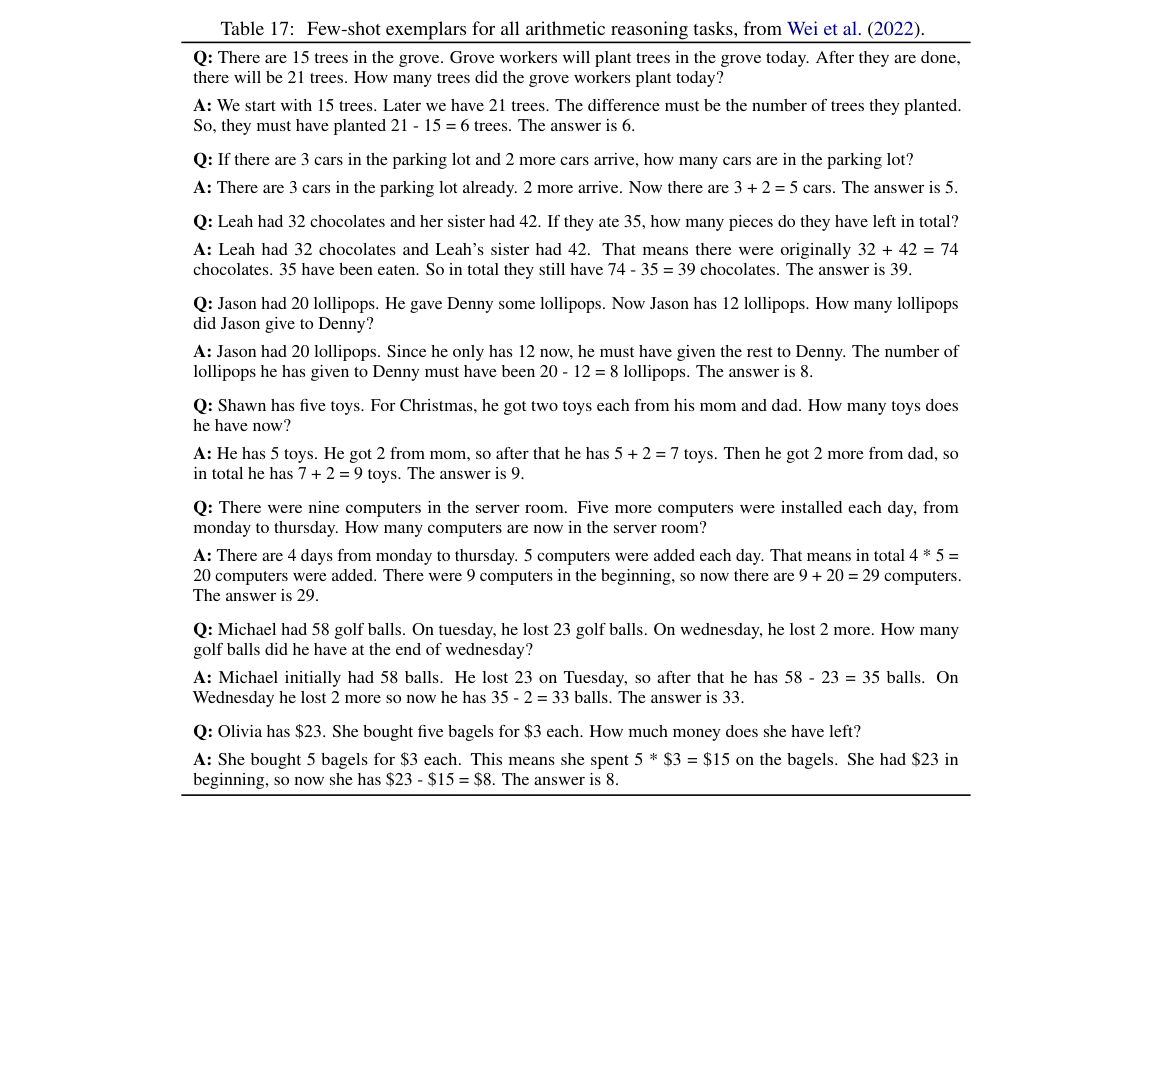 Table 17: Few-shot exemplars for all arithmetic reasoning tasks, from Wei et al. (2022).
Q: There are 15 trees in the grove. Grove workers will plant trees in the grove today. After they are done,
there will be 21 trees. How many trees did the grove workers plant today?
A: We start with 15 trees. Later we have 21 trees. The difference must be the number of trees they planted.
So, they must have planted 21 - 15 = 6 trees. The answer is 6.
Q: If there are 3 cars in the parking lot and 2 more cars arrive, how many cars are in the parking lot?
A: There are 3 cars in the parking lot already. 2 more arrive. Now there are 3 + 2 = 5 cars. The answer is 5.
Q: Leah had 32 chocolates and her sister had 42. If they ate 35, how many pieces do they have left in total?
A: Leah had 32 chocolates and Leah's sister had 42. That means there were originally 32 + 42 = 74
chocolates. 35 have been eaten. So in total they still have 74 - 35 = 39 chocolates. The answer is 39.
Q: Jason had 20 lollipops. He gave Denny some lollipops. Now Jason has 12 lollipops. How many lollipops
did Jason give to Denny?
A: Jason had 20 lollipops. Since he only has 12 now, he must have given the rest to Denny. The number of
lollipops he has given to Denny must have been 20 - 12 = 8 lollipops. The answer is 8.
Q: Shawn has five toys. For Christmas, he got two toys each from his mom and dad. How many toys does
he have now?
A: He has 5 toys. He got 2 from mom, so after that he has 5 + 2 = 7 toys. Then he got 2 more from dad, so
in total he has 7 + 2 = 9 toys. The answer is 9.
Q: There were nine computers in the server room. Five more computers were installed each day, from
monday to thursday. How many computers are now in the server room?
A: There are 4 days from monday to thursday. 5 computers were added each day. That means in total 4 * 5 =
20 computers were added. There were 9 computers in the beginning, so now there are 9 + 20 = 29 computers.
The answer is 29.
Q: Michael had 58 golf balls. On tuesday, he lost 23 golf balls. On wednesday, he lost 2 more. How many
golf balls did he have at the end of wednesday?
A: Michael initially had 58 balls. He lost 23 on Tuesday, so after that he has 58 - 23 = 35 balls. On
Wednesday he lost 2 more so now he has 35 - 2 = 33 balls. The answer is 33.
Q: Olivia has $23. She bought five bagels for $3 each. How much money does she have left?
A: She bought 5 bagels for $3 each. This means she spent 5 * $3 = $15 on the bagels. She had $23 in
beginning, so now she has $23 - $15 = $8. The answer is 8.